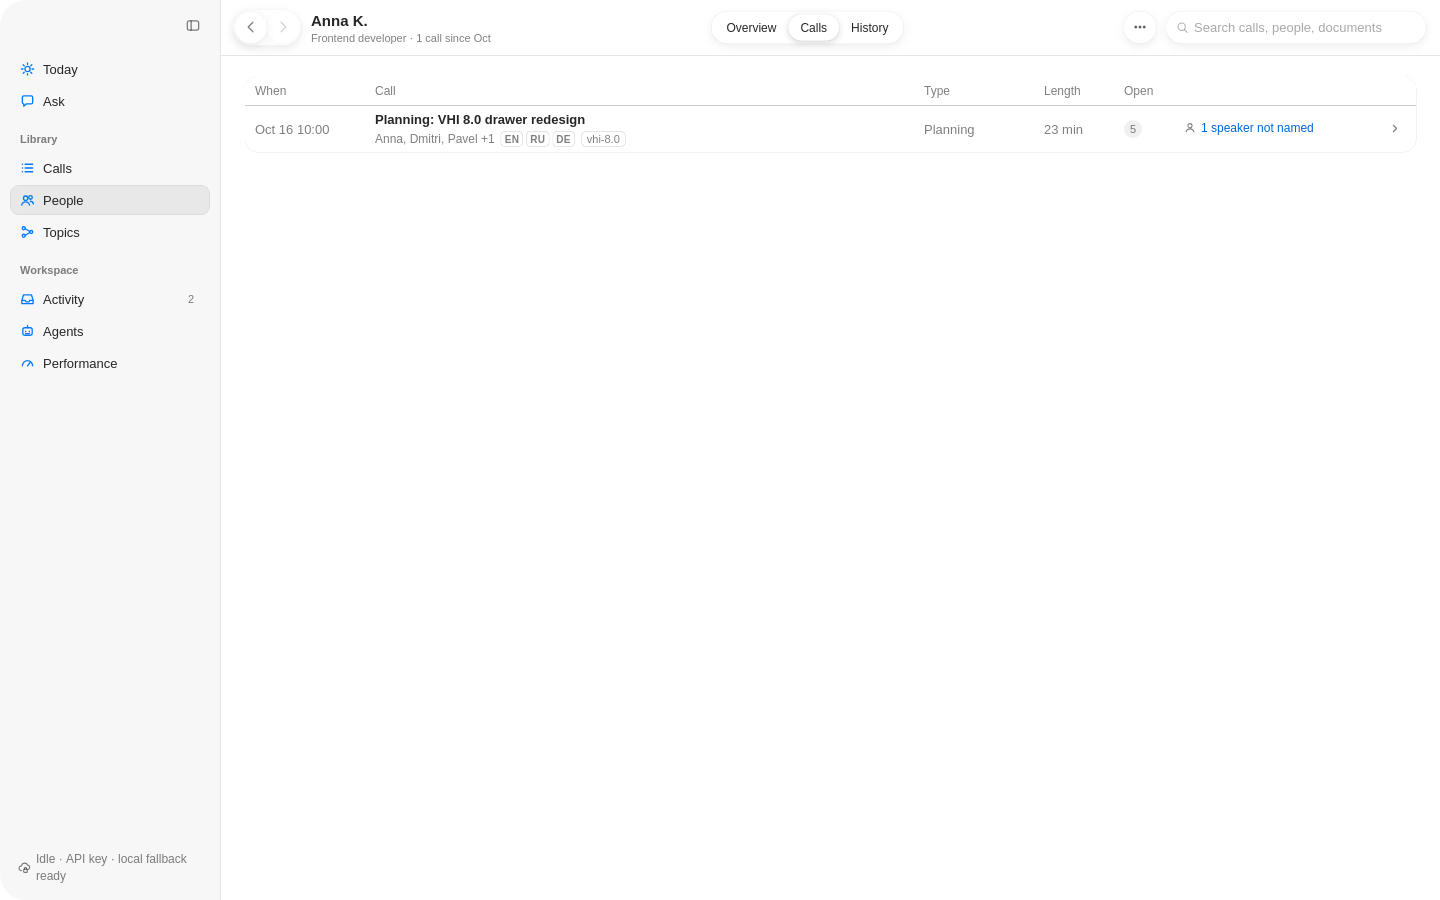 Today
Ask
Library
Calls
People
Topics
Workspace
Activity 2
Agents
Performance
Idle · API key · local fallback
ready
Anna K.
Frontend developer · 1 call since Oct
Overview Calls History
Search calls, people, documents
When Call Type Length Open
Oct 16 10:00 Planning: VHI 8.0 drawer redesign Planning 23 min 5 1 speaker not named
Anna, Dmitri, Pavel +1 EN RU DE vhi-8.0